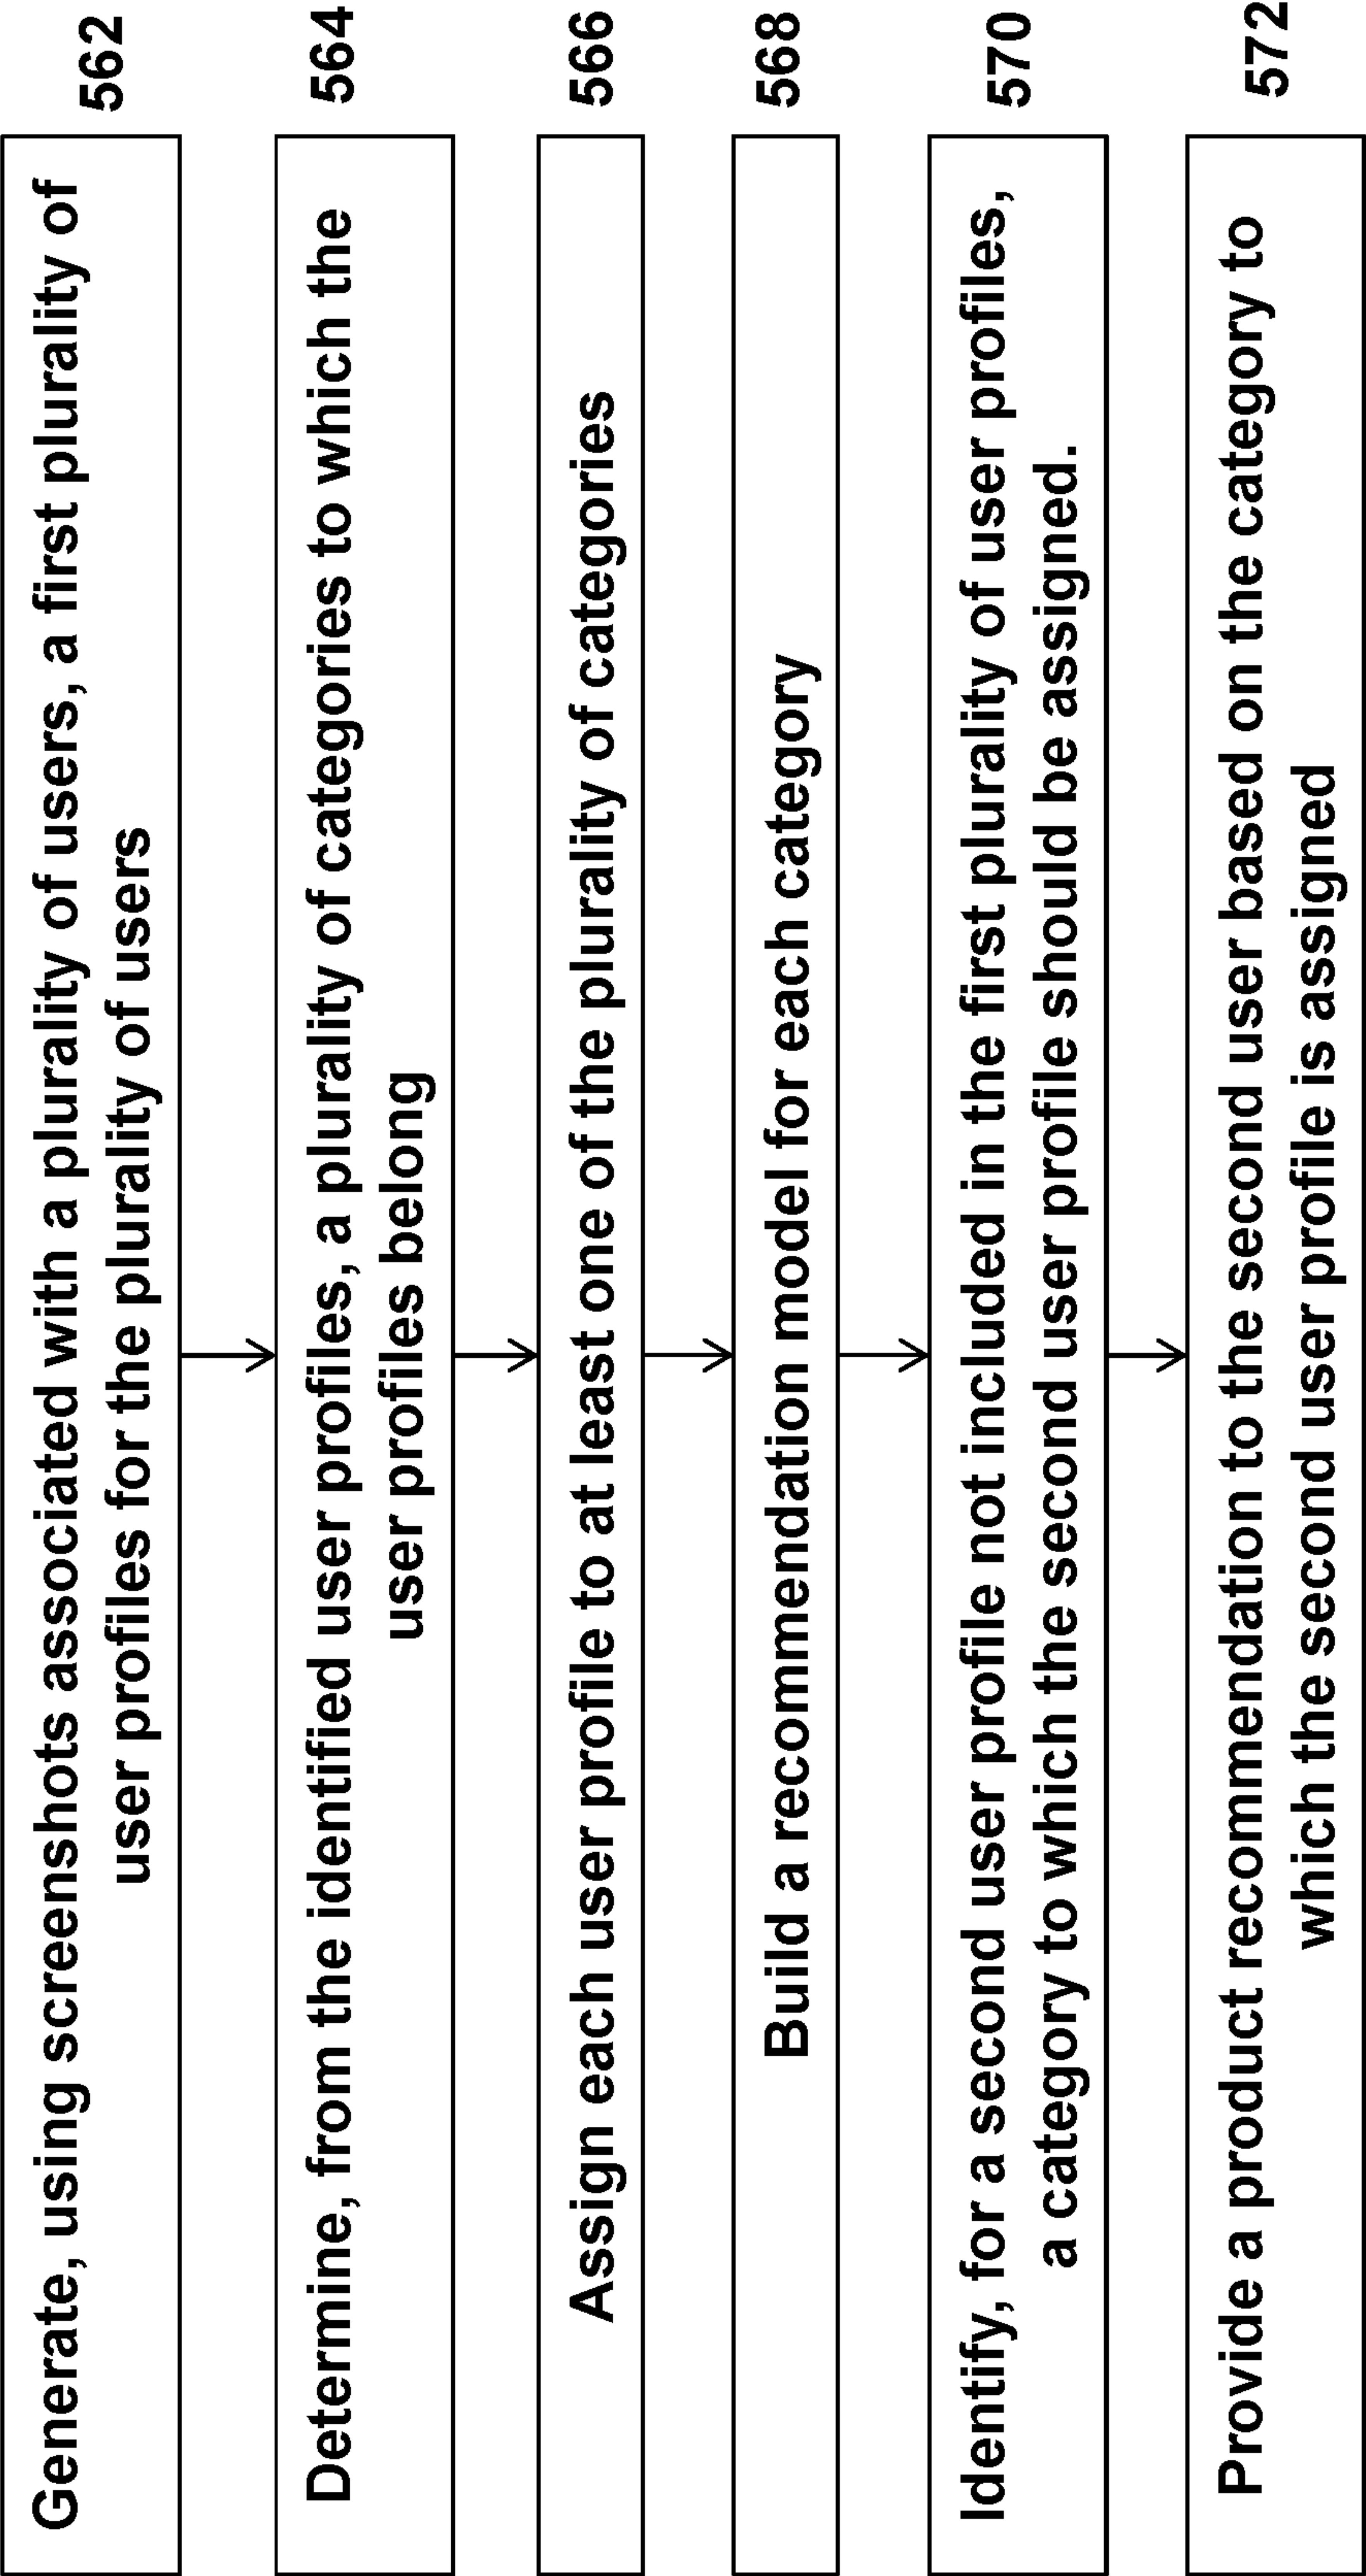 Generate, using screenshots associated with a plurality of users, a first plurality of
user profiles for the plurality of users
562
Determine, from the identified user profiles, a plurality of categories to which the
user profiles belong
564
Assign each user profile to at least one of the plurality of categories
566
Build a recommendation model for each category
568
Identify, for a second user profile not included in the first plurality of user profiles,
a category to which the second user profile should be assigned.
570
Provide a product recommendation to the second user based on the category to
which the second user profile is assigned
572